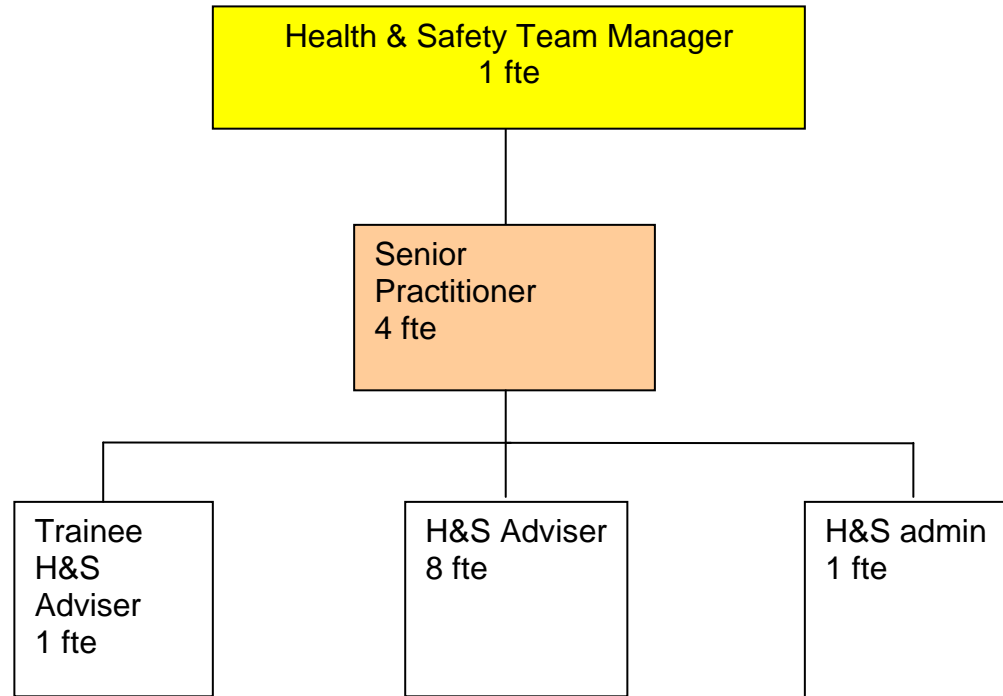 Health & Safety Team Manager
1 fte
Senior
Practitioner
4 fte
Trainee
H&S
Adviser
1 fte
H&S Adviser
8 fte
H&S admin
1 fte